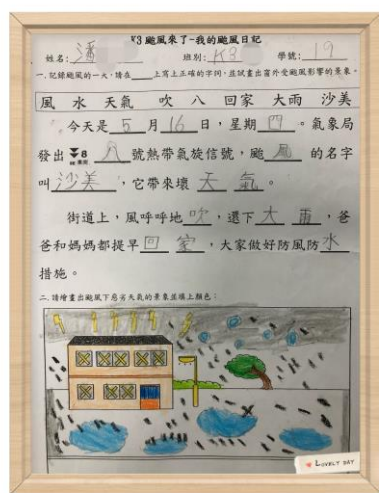 K3 颱風來了-我的颱風日記
姓名: 潘 班別: K3 學號: 19
一. 記錄颱風的一天,請在____上寫上正確的字詞,並試畫出窗外受颱風影響的景象。
風 水 天氣 吹 八 回家 大雨 沙美
今天是 5 月 16 日,星期 四 。氣象局
發出 8 八 號熱帶氣旋信號,颱 風 的名字
叫 沙美 ,它帶來壞 天 氣 。
街道上,風呼呼地 吹 ,還下 大 雨 ,爸
爸和媽媽都提早 回 家 ,大家做好防風防 水
措施。
二. 請繪畫出颱風下惡劣天氣的景象並填上顏色:
LOVELY DAY